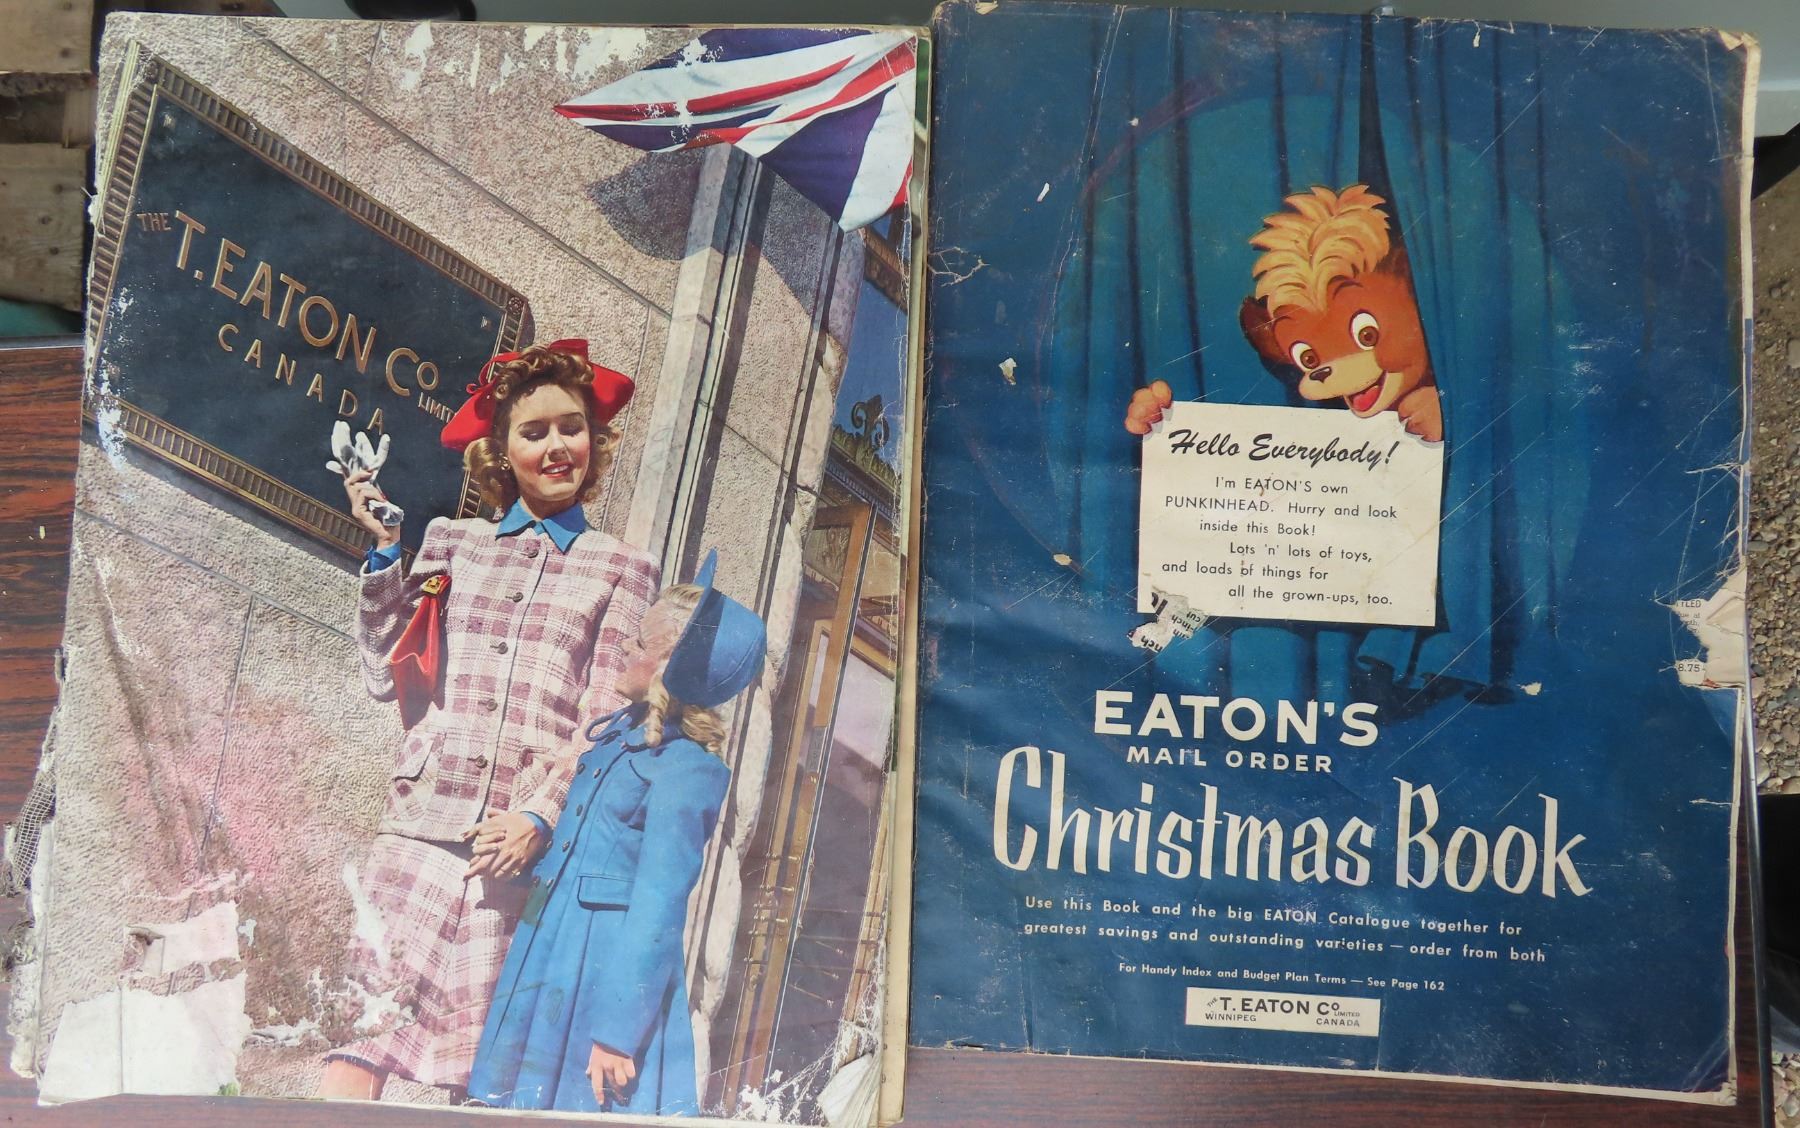 THE
T. EATON CO
CANADA
Hello Everybody!
I'm EATON'S own
PUNKINHEAD. Hurry and look
inside this Book!
Lots 'n' lots of toys,
and loads of things for
all the grown-ups, too.
8.75
EATON'S
MAIL ORDER
Christmas Book
Use this Book and the big EATON Catalogue together for
greatest savings and outstanding varieties — order from both
For Handy Index and Budget Plan Terms — See Page 162
THE T. EATON CO LIMITED
WINNIPEG CANADA